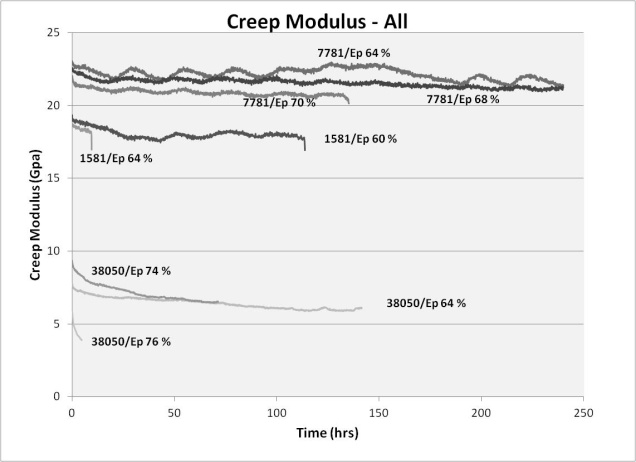 Creep Modulus - All
25
20
15
10
5
0
Creep Modulus (Gpa)
7781/Ep 64 %
7781/Ep 70 %
7781/Ep 68 %
1581/Ep 60 %
1581/Ep 64 %
38050/Ep 74 %
38050/Ep 64 %
38050/Ep 76 %
0 50 100 150 200 250
Time (hrs)